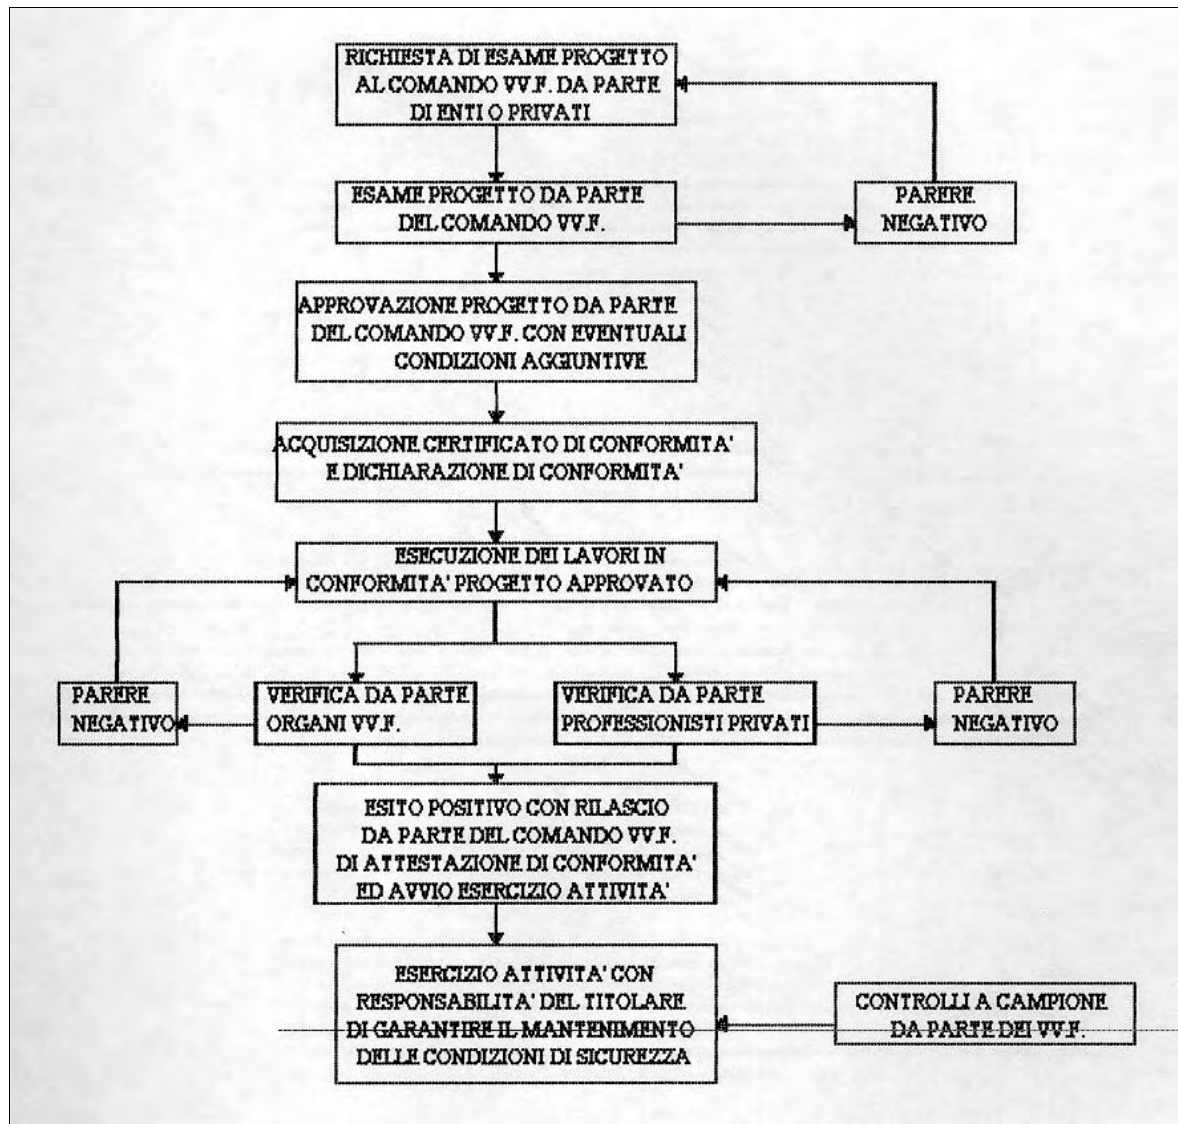 RICHIESTA DI ESAME PROGETTO
AL COMANDO VV.F. DA PARTE
DI ENTI O PRIVATI
ESAME PROGETTO DA PARTE
DEL COMANDO VV.F.
PARERE
NEGATIVO
APPROVAZIONE PROGETTO DA PARTE
DEL COMANDO VV.F. CON EVENTUALI
CONDIZIONI AGGIUNTIVE
ACQUISIZIONE CERTIFICATO DI CONFORMITA'
E DICHIARAZIONE DI CONFORMITA'
ESECUZIONE DEI LAVORI IN
CONFORMITA' PROGETTO APPROVATO
PARERE
NEGATIVO
VERIFICA DA PARTE
ORGANI VV.F.
VERIFICA DA PARTE
PROFESSIONISTI PRIVATI
PARERE
NEGATIVO
ESITO POSITIVO CON RILASCIO
DA PARTE DEL COMANDO VV.F.
DI ATTESTAZIONE DI CONFORMITA'
ED AVVIO ESERCIZIO ATTIVITA'
ESERCIZIO ATTIVITA' CON
RESPONSABILITA' DEL TITOLARE
DI GARANTIRE IL MANTENIMENTO
DELLE CONDIZIONI DI SICUREZZA
CONTROLLI A CAMPIONE
DA PARTE DEI VV.F.